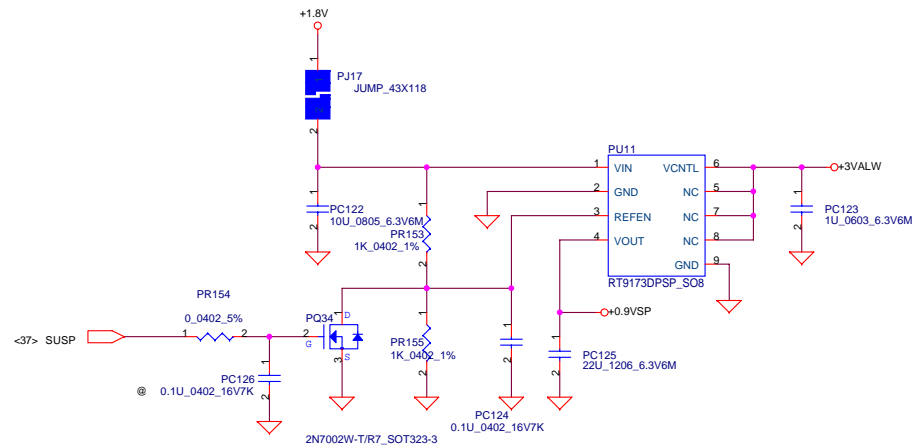 +1.8V
1
PJ17
JUMP_43X118
2
PU11
1 VIN VCNTL 6
+3VALW
2 GND NC 5
3 REFEN NC 7
4 VOUT NC 8
GND 9
RT9173DPSP_SO8
1
PC122
10U_0805_6.3V6M
2
1
PR153
1K_0402_1%
2
1
PC123
1U_0603_6.3V6M
2
+0.9VSP
PR154
0_0402_5%
<37> SUSP
1 2
PQ34
1 D
2 G
3 S
1
PR155
1K_0402_1%
2
1
2
PC124
0.1U_0402_16V7K
1
PC125
22U_1206_6.3V6M
2
1
PC126
@ 0.1U_0402_16V7K
2
2N7002W-T/R7_SOT323-3